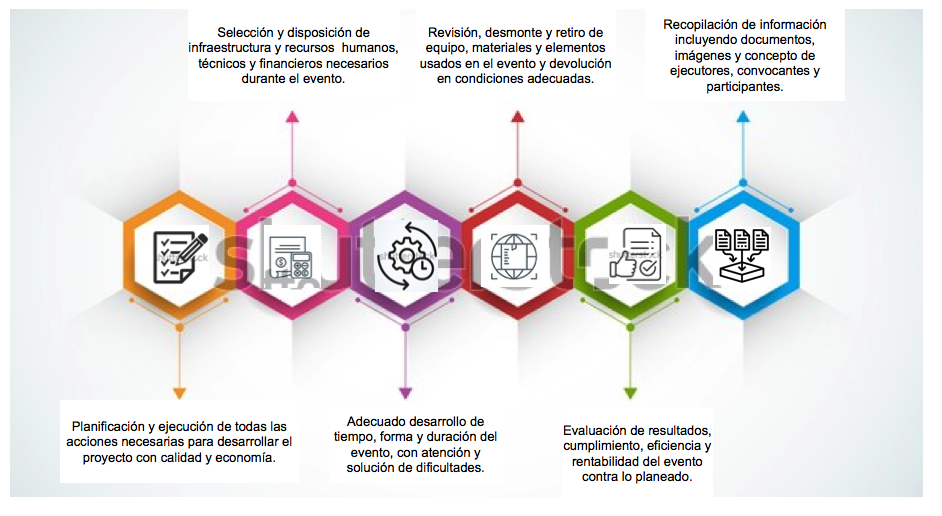 Selección y disposición de
infraestructura y recursos humanos,
técnicos y financieros necesarios
durante el evento.
Revisión, desmonte y retiro de
equipo, materiales y elementos
usados en el evento y devolución
en condiciones adecuadas.
Recopilación de información
incluyendo documentos,
imágenes y concepto de
ejecutores, convocantes y
participantes.
Planificación y ejecución de todas las
acciones necesarias para desarrollar el
proyecto con calidad y economía.
Adecuado desarrollo de
tiempo, forma y duración del
evento, con atención y
solución de dificultades.
Evaluación de resultados,
cumplimiento, eficiencia y
rentabilidad del evento
contra lo planeado.